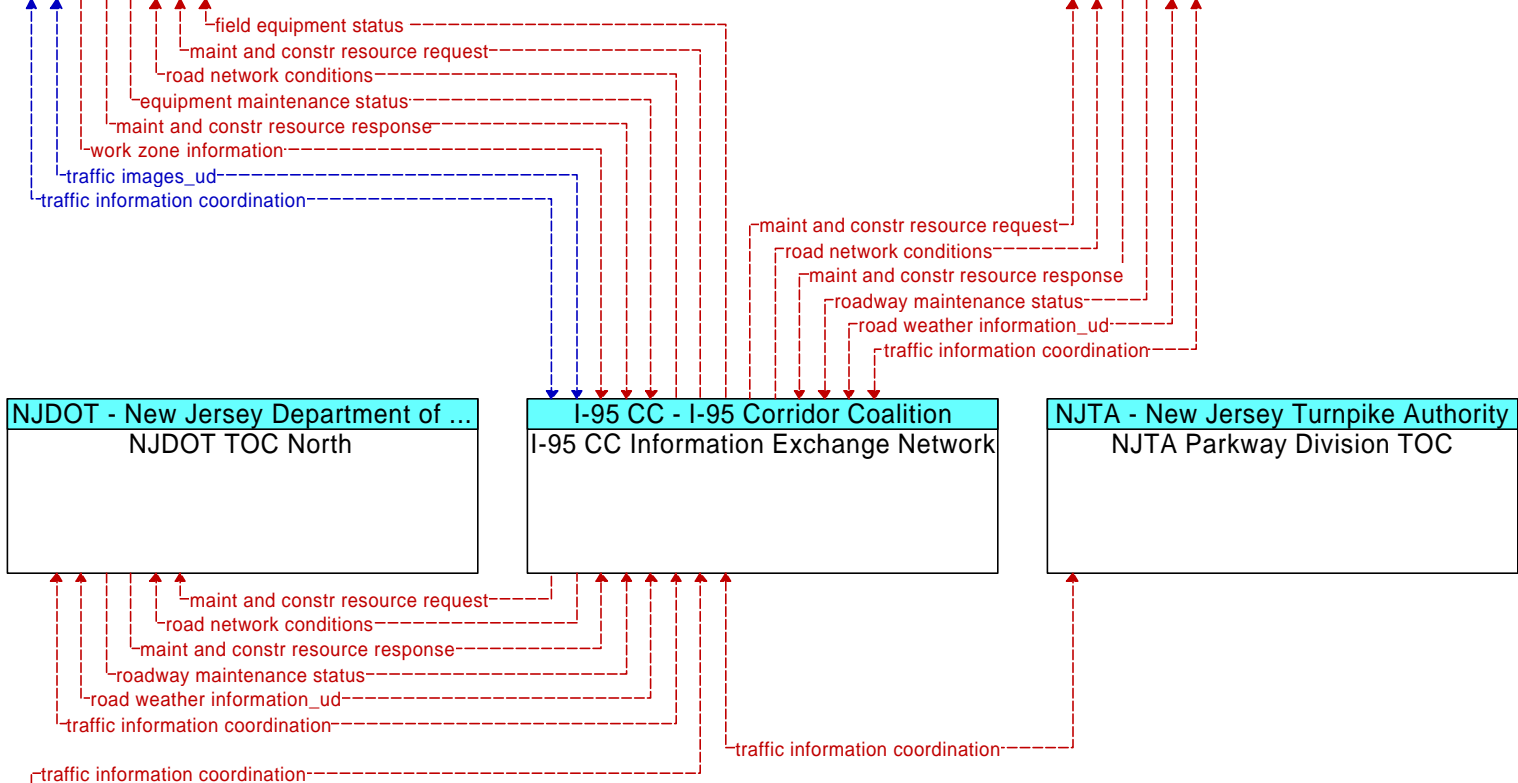 field equipment status
maint and constr resource request
road network conditions
equipment maintenance status
maint and constr resource response
work zone information
traffic images_ud
traffic information coordination
maint and constr resource request
road network conditions
maint and constr resource response
roadway maintenance status
road weather information_ud
traffic information coordination
NJDOT - New Jersey Department of ...
NJDOT TOC North
I-95 CC - I-95 Corridor Coalition
I-95 CC Information Exchange Network
NJTA - New Jersey Turnpike Authority
NJTA Parkway Division TOC
maint and constr resource request
road network conditions
maint and constr resource response
roadway maintenance status
road weather information_ud
traffic information coordination
traffic information coordination
traffic information coordination